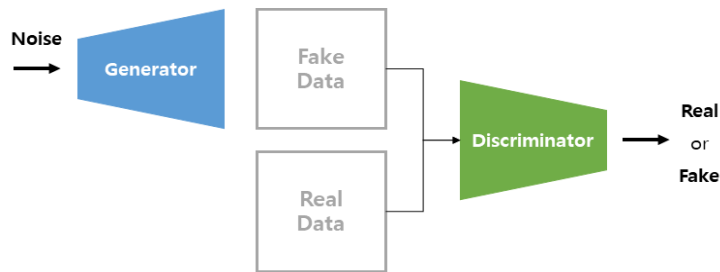 Noise
Generator
Fake
Data
Real
Data
Discriminator
Real
or
Fake